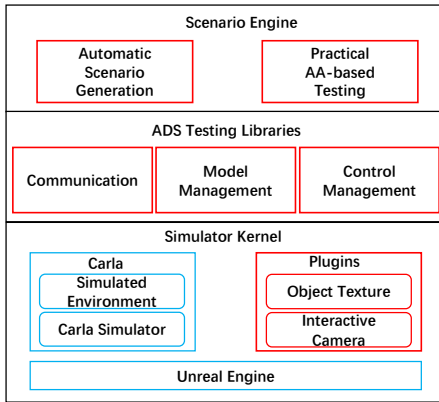 Scenario Engine
Automatic
Scenario
Generation
Practical
AA-based
Testing
ADS Testing Libraries
Communication
Model
Management
Control
Management
Simulator Kernel
Carla
Simulated
Environment
Carla Simulator
Plugins
Object Texture
Interactive
Camera
Unreal Engine